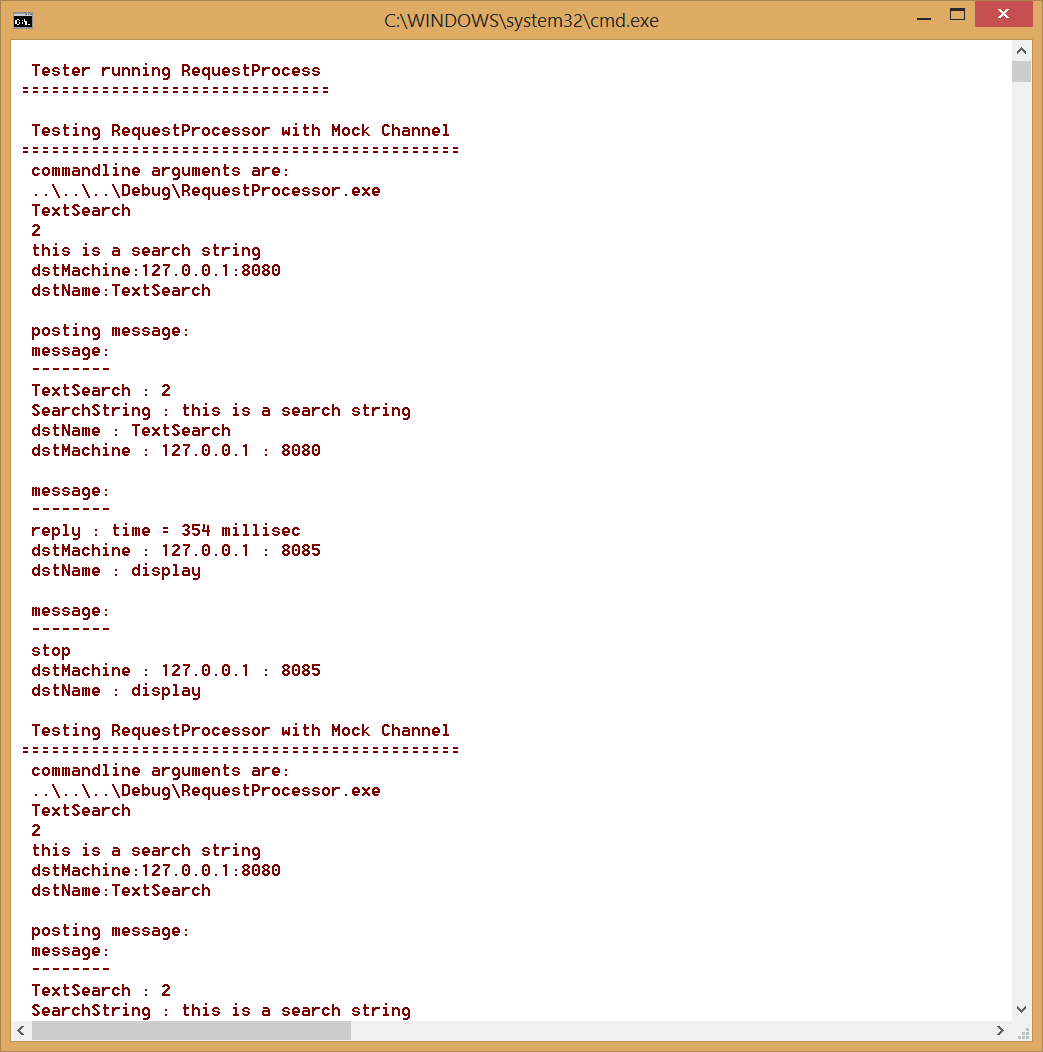 C:\WINDOWS\system32\cmd.exe
Tester running RequestProcess
===============================
Testing RequestProcessor with Mock Channel
============================================
commandline arguments are:
..\..\..\Debug\RequestProcessor.exe
TextSearch
2
this is a search string
dstMachine:127.0.0.1:8080
dstName:TextSearch
posting message:
message:
--------
TextSearch : 2
SearchString : this is a search string
dstName : TextSearch
dstMachine : 127.0.0.1 : 8080
message:
--------
reply : time = 354 millisec
dstMachine : 127.0.0.1 : 8085
dstName : display
message:
--------
stop
dstMachine : 127.0.0.1 : 8085
dstName : display
Testing RequestProcessor with Mock Channel
============================================
commandline arguments are:
..\..\..\Debug\RequestProcessor.exe
TextSearch
2
this is a search string
dstMachine:127.0.0.1:8080
dstName:TextSearch
posting message:
message:
--------
TextSearch : 2
SearchString : this is a search string